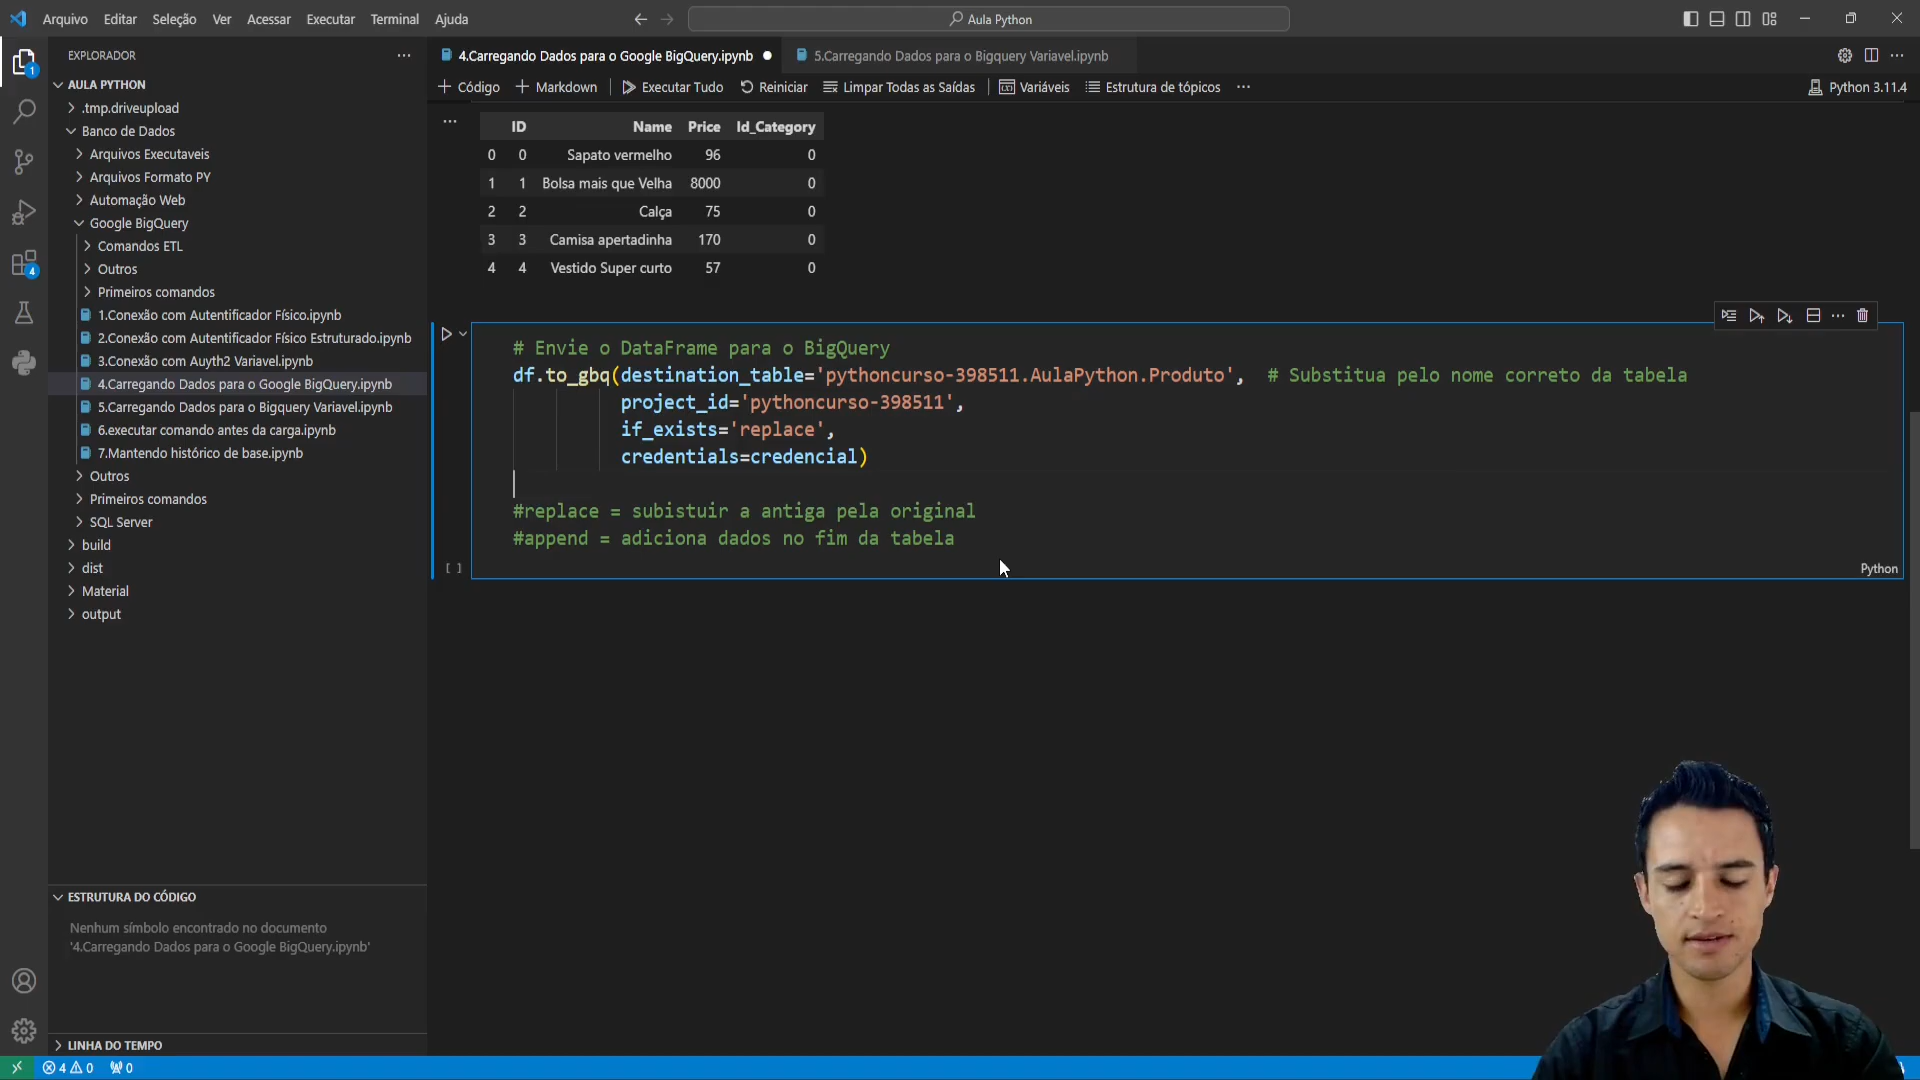 Arquivo Editar Seleção Ver Acessar Executar Terminal Ajuda
Aula Python
EXPLORADOR
AULA PYTHON
.tmp.driveupload
Banco de Dados
Arquivos Executaveis
Arquivos Formato PY
Automação Web
Google BigQuery
Comandos ETL
Outros
Primeiros comandos
1.Conexão com Autentificador Físico.ipynb
2.Conexão com Autentificador Físico Estruturado.ipynb
3.Conexão com Auyth2 Variavel.ipynb
4.Carregando Dados para o Google BigQuery.ipynb
5.Carregando Dados para o Bigquery Variavel.ipynb
6.executar comando antes da carga.ipynb
7.Mantendo histórico de base.ipynb
Outros
Primeiros comandos
SQL Server
build
dist
Material
output
ESTRUTURA DO CÓDIGO
Nenhum símbolo encontrado no documento
'4.Carregando Dados para o Google BigQuery.ipynb'
LINHA DO TEMPO
1
4
4.Carregando Dados para o Google BigQuery.ipynb
5.Carregando Dados para o Bigquery Variavel.ipynb
Código Markdown Executar Tudo Reiniciar Limpar Todas as Saídas Variáveis Estrutura de tópicos ... Python 3.11.4
ID Name Price Id_Category
0 0 Sapato vermelho 96 0
1 1 Bolsa mais que Velha 8000 0
2 2 Calça 75 0
3 3 Camisa apertadinha 170 0
4 4 Vestido Super curto 57 0
# Envie o DataFrame para o BigQuery
df.to_gbq(destination_table='pythoncurso-398511.AulaPython.Produto', # Substitua pelo nome correto da tabela
project_id='pythoncurso-398511',
if_exists='replace',
credentials=credencial)
#replace = subistuir a antiga pela original
#append = adiciona dados no fim da tabela
[ ]
Python
4 0 0